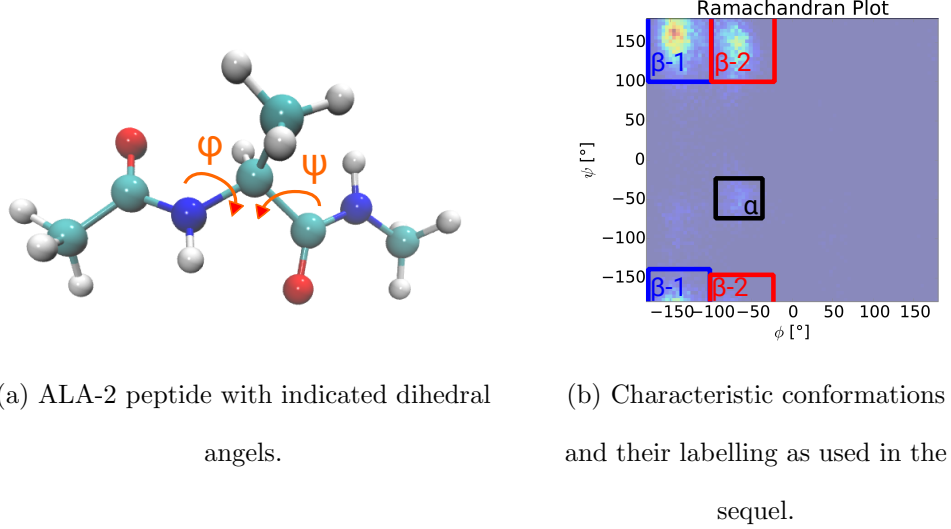 φ
ψ
(a) ALA-2 peptide with indicated dihedral
angels.
Ramachandran Plot
150
100
50
0
−50
−100
−150
ψ [°]
β-1
β-2
α
β-1
β-2
−150
−100
−50
0
50
100
150
ϕ [°]
(b) Characteristic conformations
and their labelling as used in the
sequel.